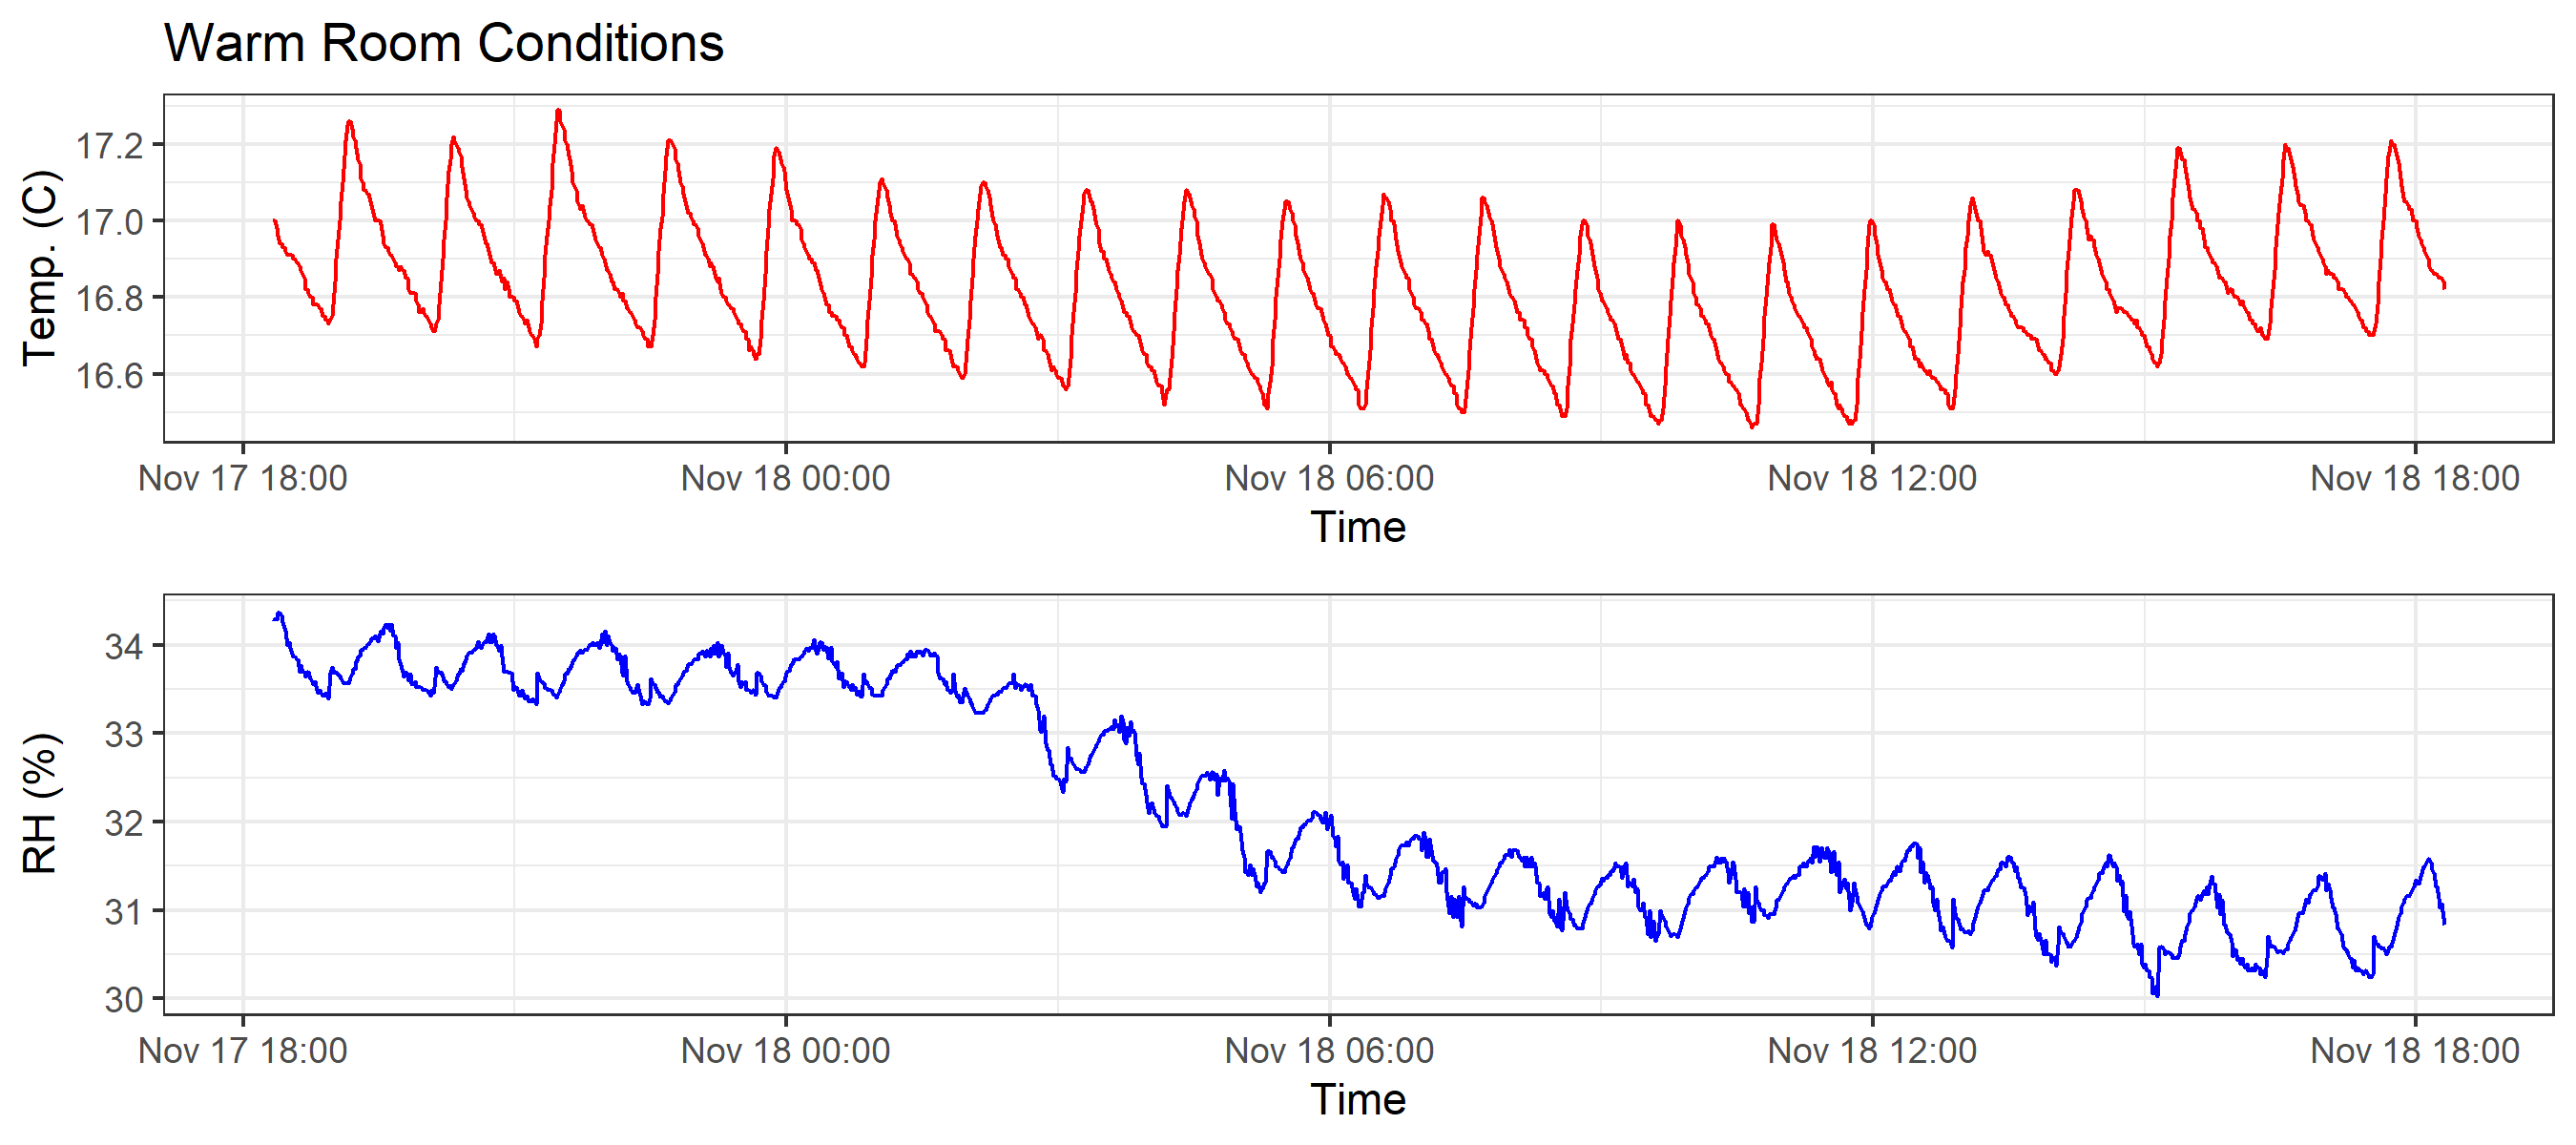 Warm Room Conditions
Temp. (C)
17.2
17.0
16.8
16.6
Nov 17 18:00 Nov 18 00:00 Nov 18 06:00 Nov 18 12:00 Nov 18 18:00
Time
RH (%)
34
33
32
31
30
Nov 17 18:00 Nov 18 00:00 Nov 18 06:00 Nov 18 12:00 Nov 18 18:00
Time